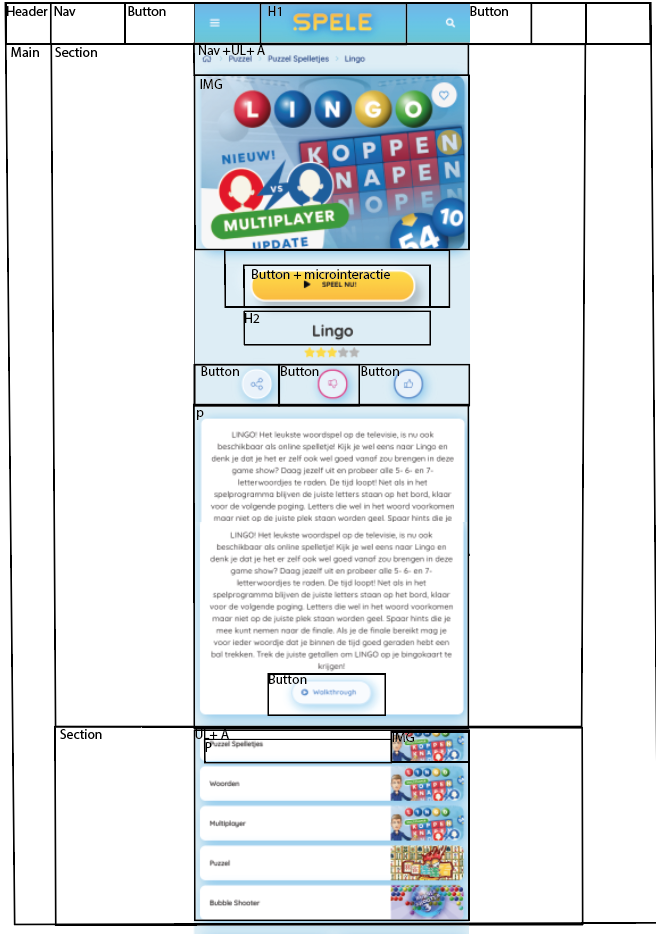 Header Nav Button H1 Button
SPELE
Main Section Nav +UL+ A
Puzzel Puzzel Spelletjes Lingo
IMG
LINGO
NIEUW!
KOPPEN
VS
NAPEN
NOPEN
MULTIPLAYER
UPDATE
54 10
Button + microinteractie
SPEEL NU!
H2
Lingo
Button Button Button
p
LINGO! Het leukste woordspel op de televisie, is nu ook
beschikbaar als online spelletje! Kijk je wel eens naar Lingo en
denk je dat je het er zelf ook wel goed vanaf zou brengen in deze
game show? Daag jezelf uit en probeer alle 5- 6- en 7-
letterwoordjes te raden. De tijd loopt! Net als in het
spelprogramma blijven de juiste letters staan op het bord, klaar
voor de volgende poging. Letters die wel in het woord voorkomen
maar niet op de juiste plek staan worden geel. Spaar hints die je
LINGO! Het leukste woordspel op de televisie, is nu ook
beschikbaar als online spelletje! Kijk je wel eens naar Lingo en
denk je dat je het er zelf ook wel goed vanaf zou brengen in deze
game show? Daag jezelf uit en probeer alle 5- 6- en 7-
letterwoordjes te raden. De tijd loopt! Net als in het
spelprogramma blijven de juiste letters staan op het bord, klaar
voor de volgende poging. Letters die wel in het woord voorkomen
maar niet op de juiste plek staan worden geel. Spaar hints die je
mee kunt nemen naar de finale. Als je de finale bereikt mag je
voor ieder woordje dat je binnen de tijd goed geraden hebt een
bal trekken. Trek de juiste getallen om LINGO op je bingokaart te
krijgen!
Button
Walkthrough
Section UL+ A IMG
P
Puzzel Spelletjes
Woorden
Multiplayer
Puzzel
Bubble Shooter